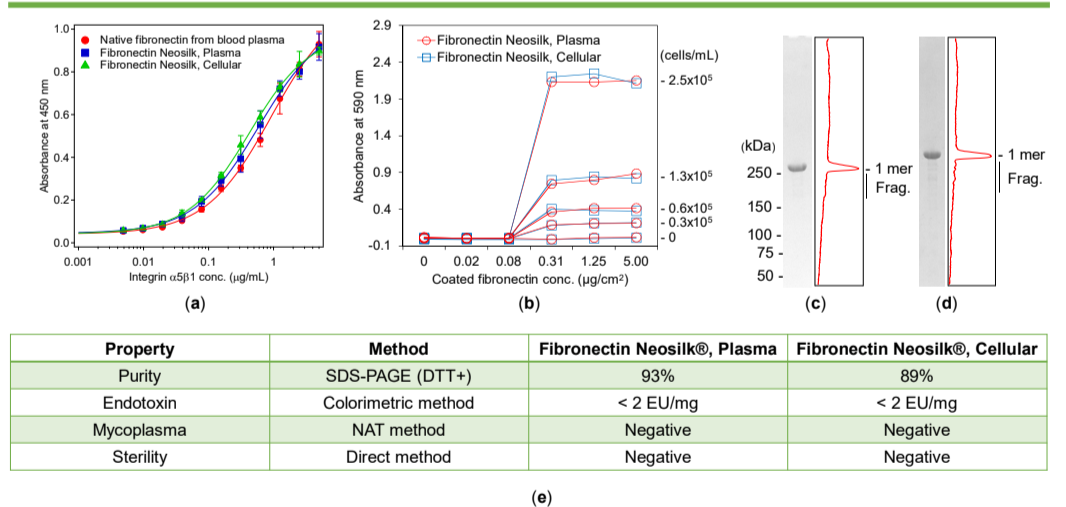 1.0
0.8
0.6
0.4
0.2
0.0
Absorbance at 450 nm
Native fibronectin from blood plasma
Fibronectin Neosilk, Plasma
Fibronectin Neosilk, Cellular
0.001 0.01 0.1 1
Integrin α5β1 conc. (μg/mL)
(a)
2.9
2.4
1.9
1.4
0.9
0.4
-0.1
Absorbance at 590 nm
Fibronectin Neosilk, Plasma
Fibronectin Neosilk, Cellular
(cells/mL)
- 2.5x10⁵
- 1.3x10⁵
- 0.6x10⁵
- 0.3x10⁵
- 0
0 0.02 0.08 0.31 1.25 5.00
Coated fibronectin conc. (μg/cm²)
(b)
(kDa)
250 -
150 -
100 -
75 -
50 -
- 1 mer
Frag.
(c)
- 1 mer
Frag.
(d)
Property Method Fibronectin Neosilk®, Plasma Fibronectin Neosilk®, Cellular
Purity SDS-PAGE (DTT+) 93% 89%
Endotoxin Colorimetric method < 2 EU/mg < 2 EU/mg
Mycoplasma NAT method Negative Negative
Sterility Direct method Negative Negative
(e)